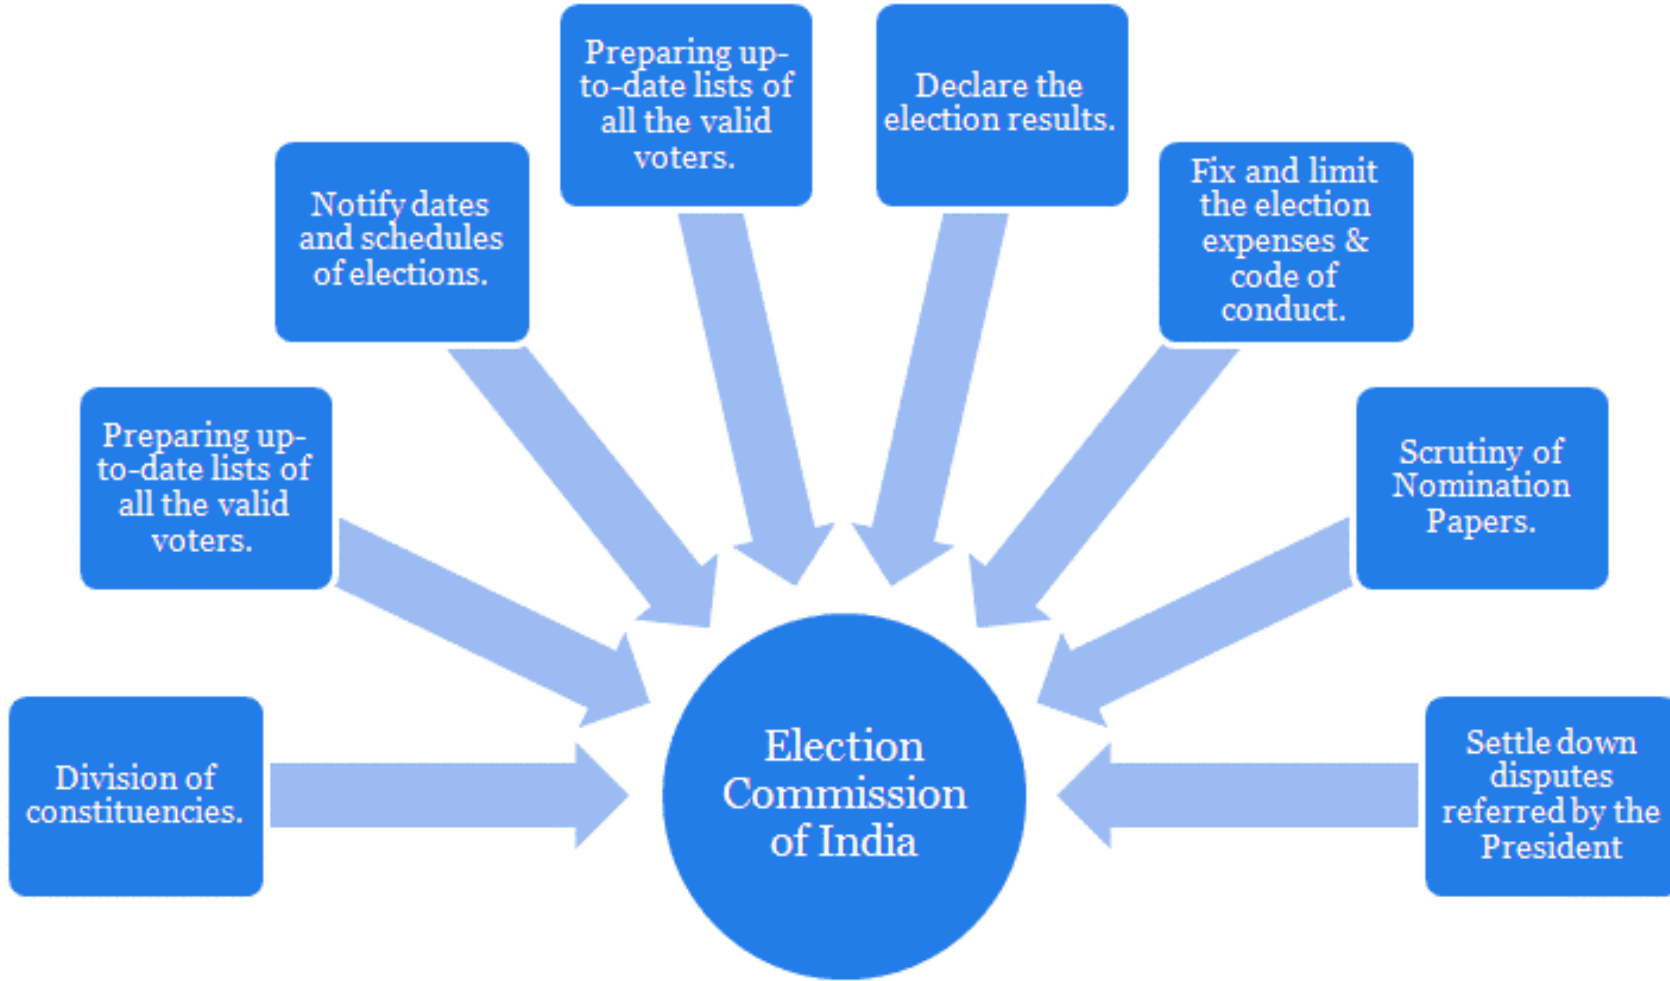 Preparing up-
to-date lists of
all the valid
voters.
Declare the
election results.
Notify dates
and schedules
of elections.
Fix and limit
the election
expenses &
code of
conduct.
Preparing up-
to-date lists of
all the valid
voters.
Scrutiny of
Nomination
Papers.
Division of
constituencies.
Election
Commission
of India
Settle down
disputes
referred by the
President